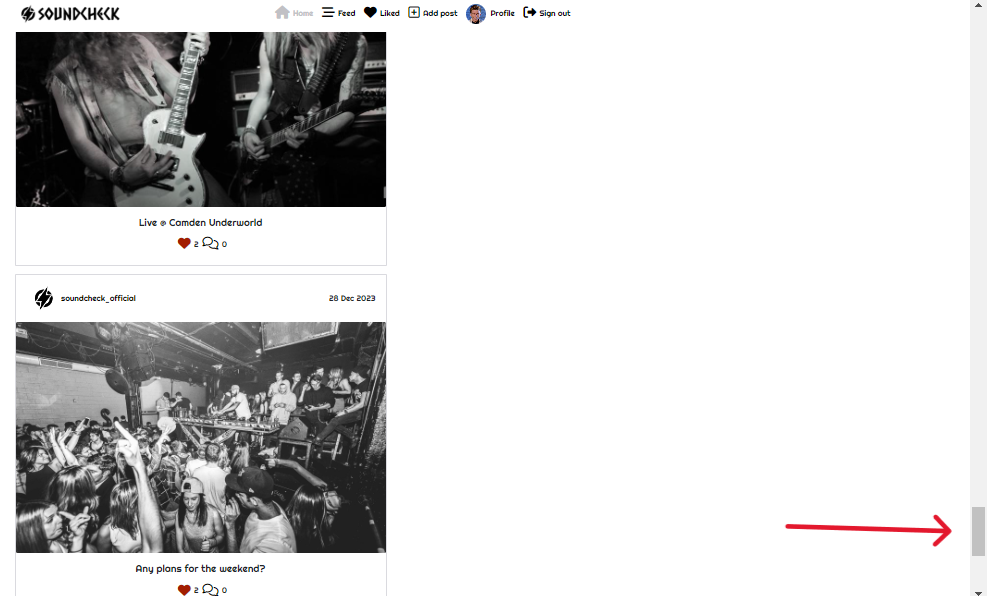 SOUNDCHECK Home Feed Liked Add post Profile Sign out
Live @ Camden Underworld
2 0
soundcheck_official 28 Dec 2023
Any plans for the weekend?
2 0